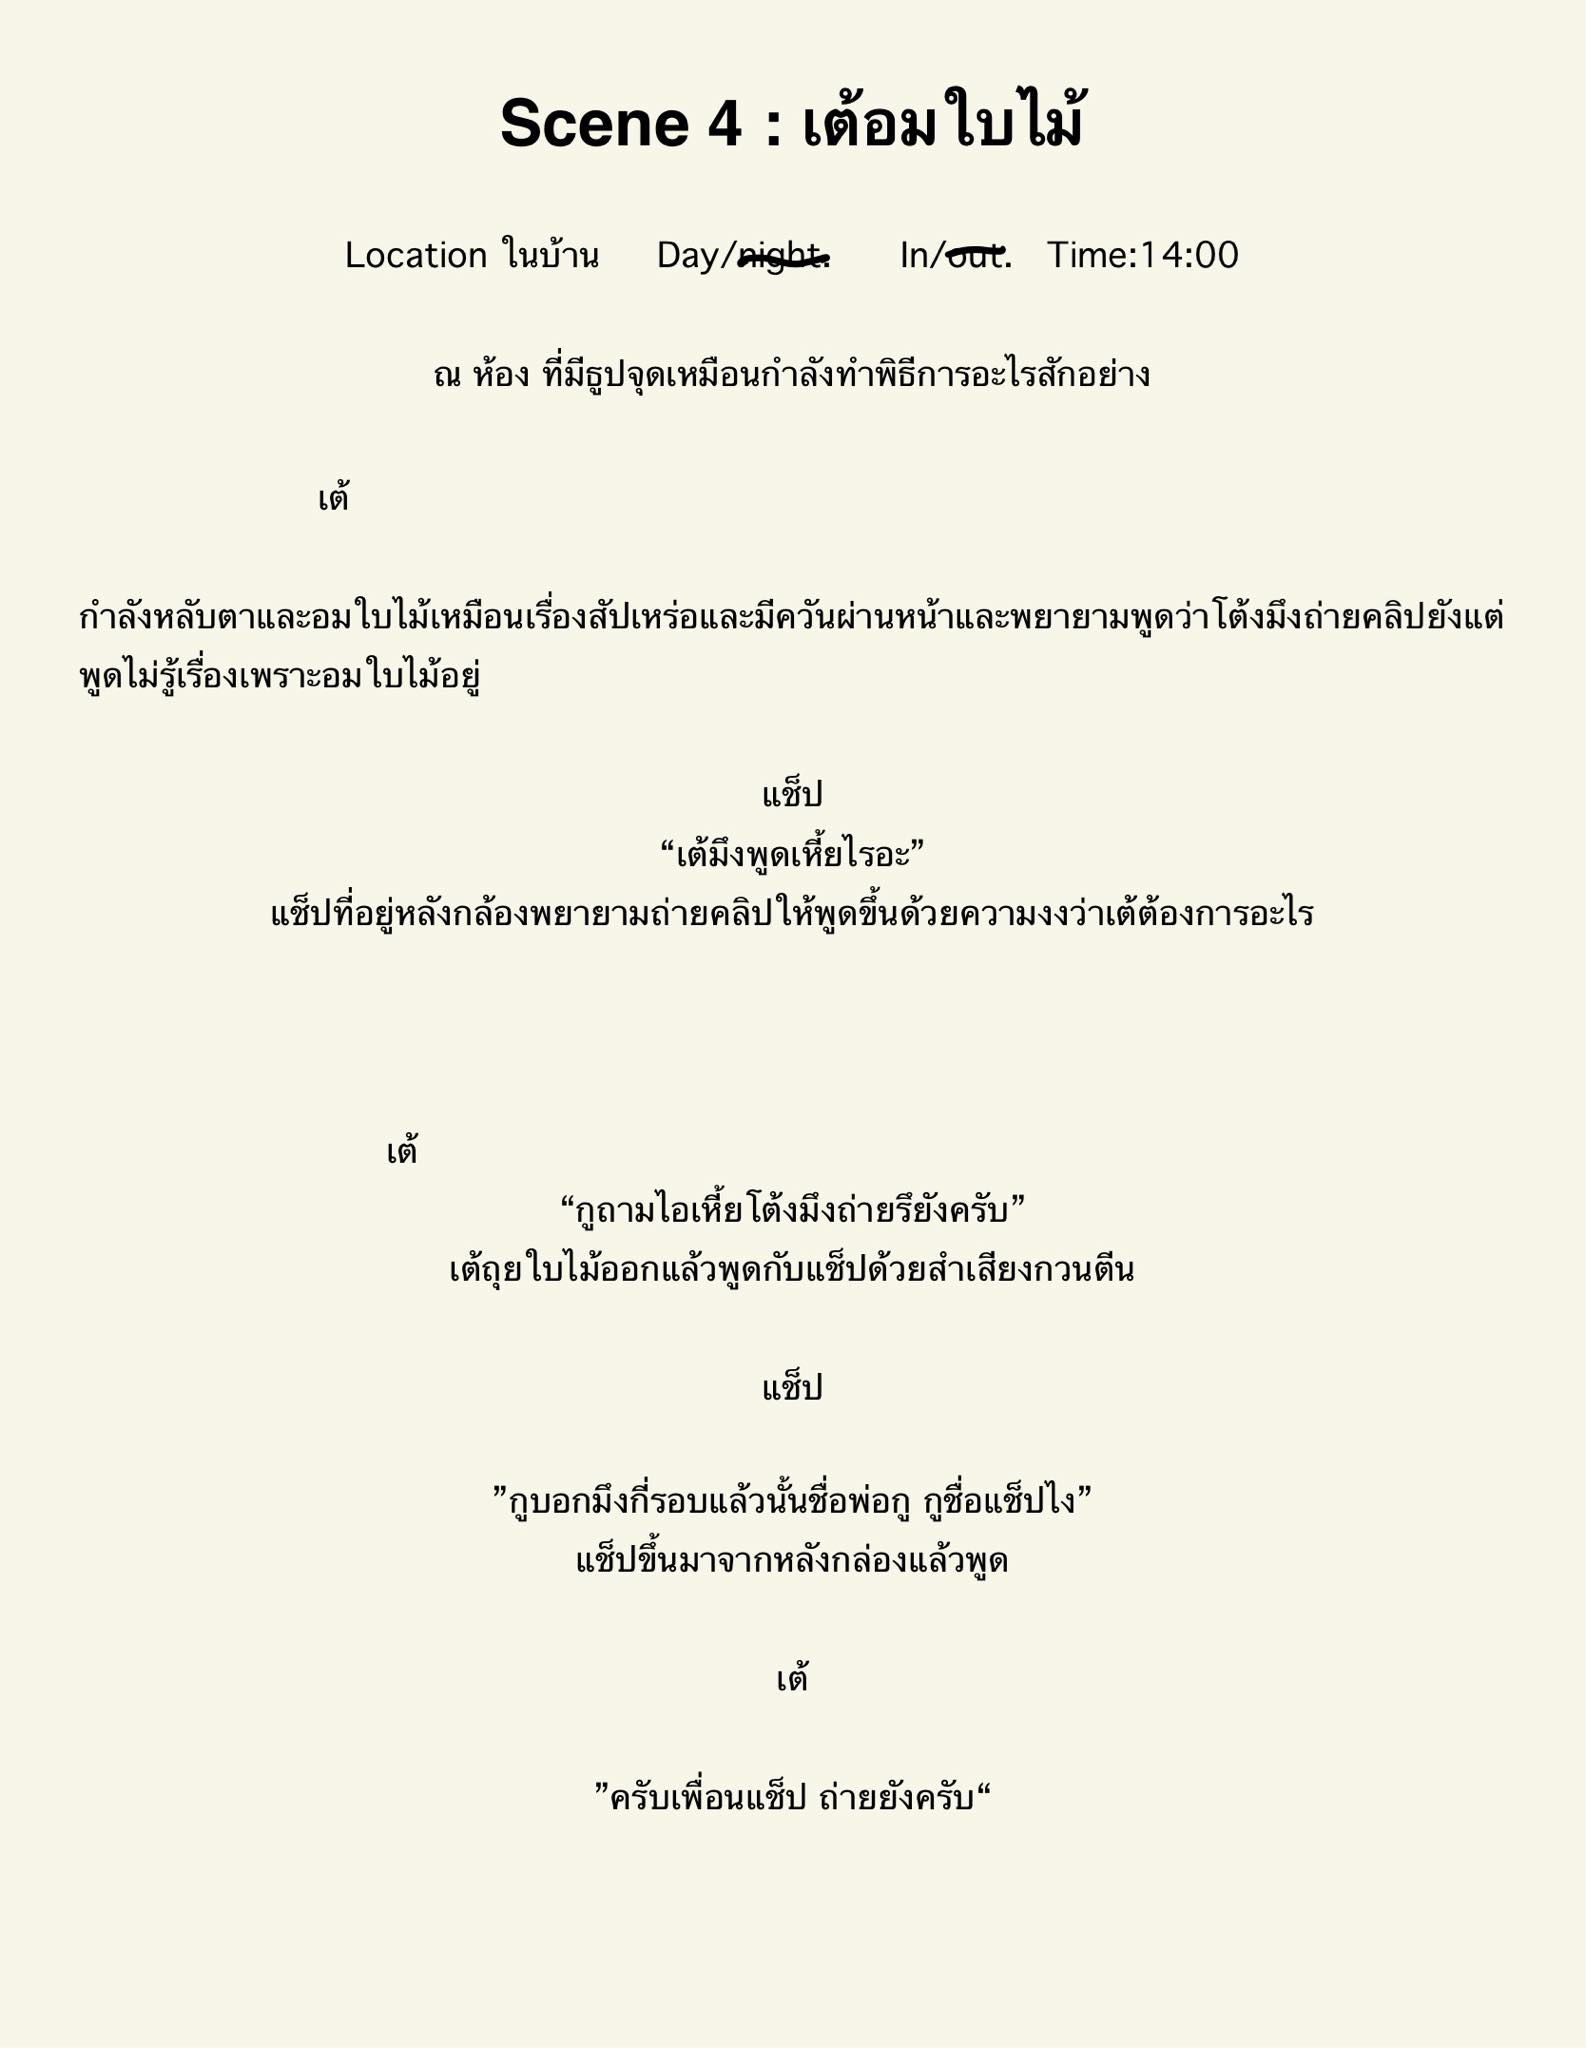 Scene 4 : เต้อมใบไม้
Location ในบ้าน Day/night. In/out. Time:14:00
ณ ห้อง ที่มีธูปจุดเหมือนกำลังทำพิธีการอะไรสักอย่าง
เต้
กำลังหลับตาและอมใบไม้เหมือนเรื่องสัปเหร่อและมีควันผ่านหน้าและพยายามพูดว่าโต้งมึงถ่ายคลิปยังแต่
พูดไม่รู้เรื่องเพราะอมใบไม้อยู่
แช็ป
“เต้มึงพูดเหี้ยไรอะ”
แช็ปที่อยู่หลังกล้องพยายามถ่ายคลิปให้พูดขึ้นด้วยความงงว่าเต้ต้องการอะไร
เต้
“กูถามไอเหี้ยโต้งมึงถ่ายรึยังครับ”
เต้ถุยใบไม้ออกแล้วพูดกับแช็ปด้วยสำเสียงกวนตีน
แช็ป
”กูบอกมึงกี่รอบแล้วนั้นชื่อพ่อกู กูชื่อแช็ปไง”
แช็ปขึ้นมาจากหลังกล่องแล้วพูด
เต้
”ครับเพื่อนแช็ป ถ่ายยังครับ“